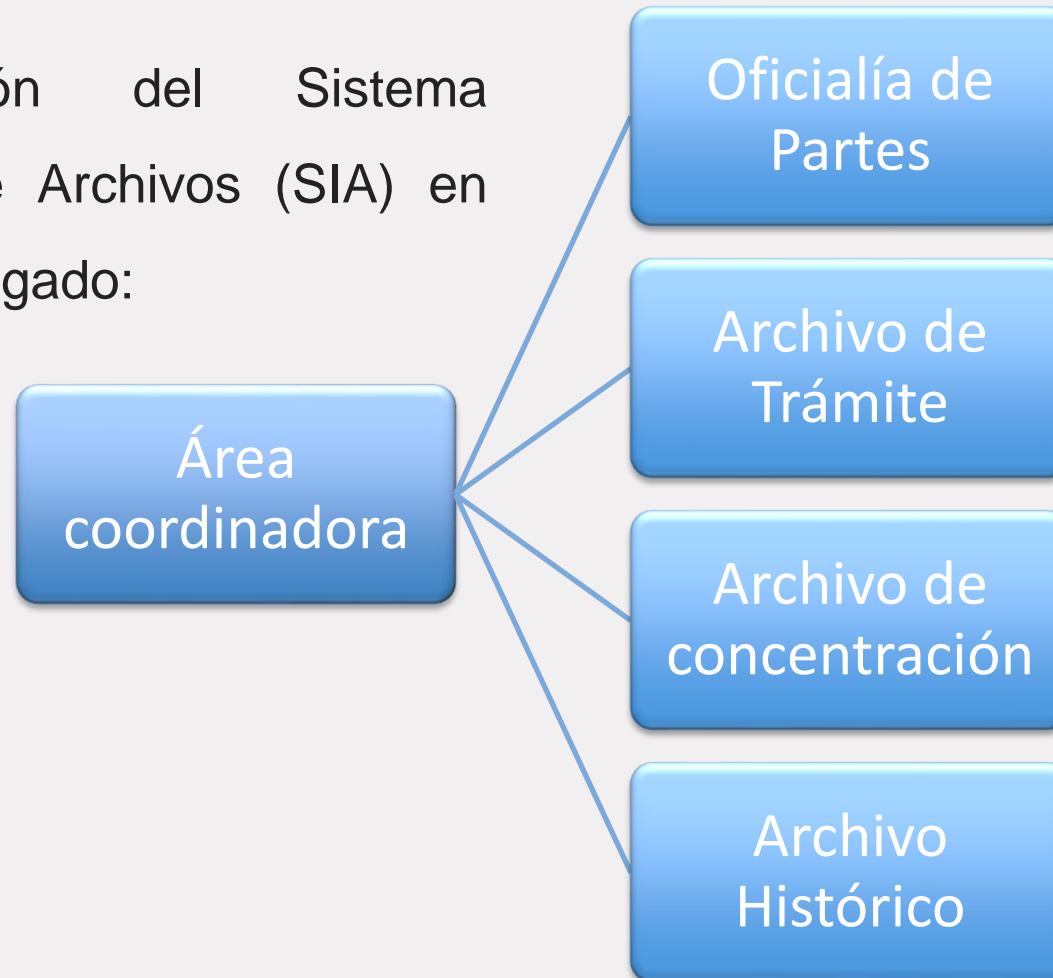 ón del Sistema
e Archivos (SIA) en
gado:
Área
coordinadora
Oficialía de
Partes
Archivo de
Trámite
Archivo de
concentración
Archivo
Histórico